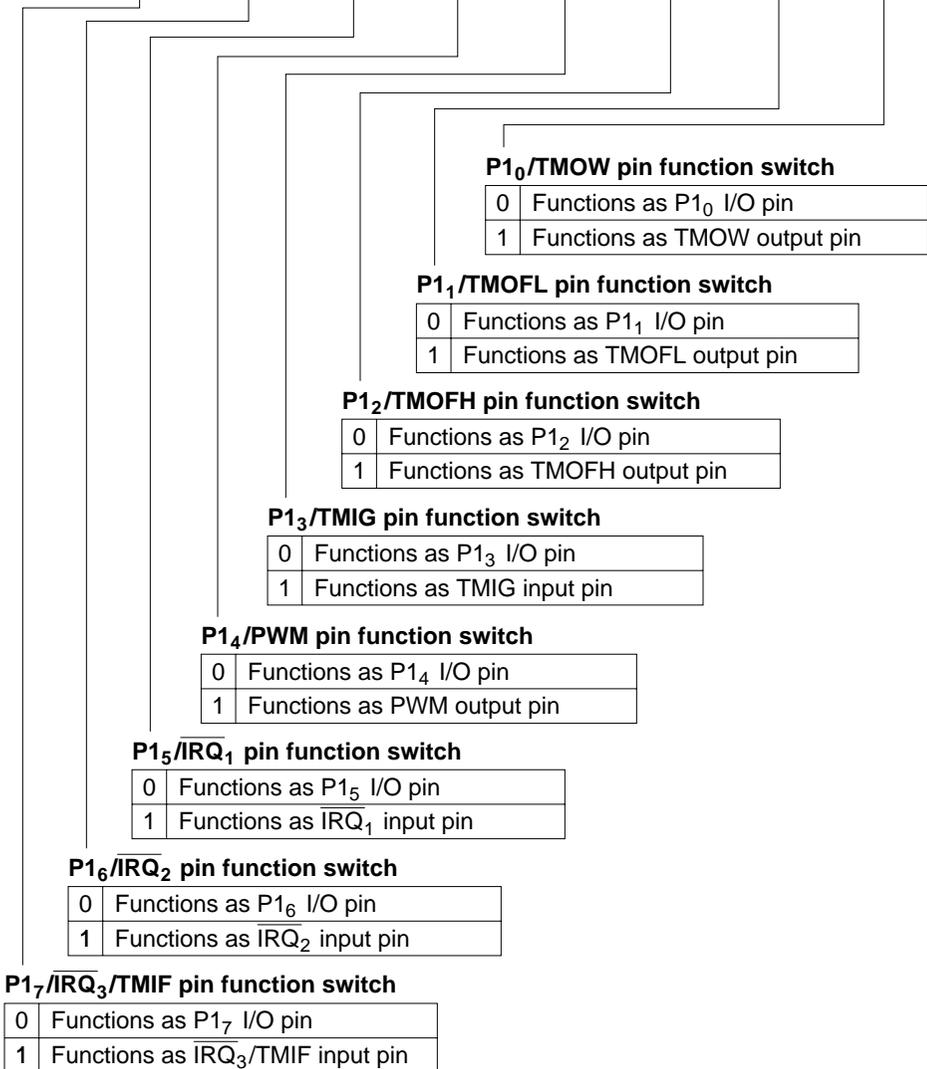 P1₀/TMOW pin function switch
0 Functions as P1₀ I/O pin
1 Functions as TMOW output pin
P1₁/TMOFL pin function switch
0 Functions as P1₁ I/O pin
1 Functions as TMOFL output pin
P1₂/TMOFH pin function switch
0 Functions as P1₂ I/O pin
1 Functions as TMOFH output pin
P1₃/TMIG pin function switch
0 Functions as P1₃ I/O pin
1 Functions as TMIG input pin
P1₄/PWM pin function switch
0 Functions as P1₄ I/O pin
1 Functions as PWM output pin
P1₅/I̅R̅Q̅₁ pin function switch
0 Functions as P1₅ I/O pin
1 Functions as I̅R̅Q̅₁ input pin
P1₆/I̅R̅Q̅₂ pin function switch
0 Functions as P1₆ I/O pin
1 Functions as I̅R̅Q̅₂ input pin
P1₇/I̅R̅Q̅₃/TMIF pin function switch
0 Functions as P1₇ I/O pin
1 Functions as I̅R̅Q̅₃/TMIF input pin